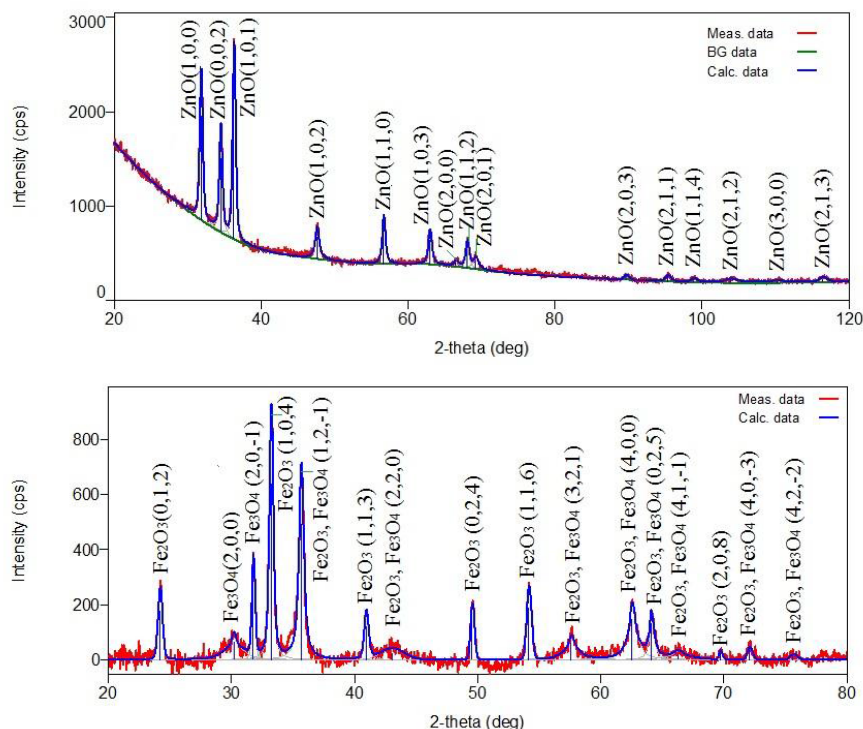 3000
2000
1000
0
Intensity (cps)
ZnO(1,0,0)
ZnO(0,0,2)
ZnO(1,0,1)
ZnO(1,0,2)
ZnO(1,1,0)
ZnO(1,0,3)
ZnO(2,0,0)
ZnO(1,1,2)
ZnO(2,0,1)
ZnO(2,0,3)
ZnO(2,1,1)
ZnO(1,1,4)
ZnO(2,1,2)
ZnO(3,0,0)
ZnO(2,1,3)
Meas. data
BG data
Calc. data
20 40 60 80 100 120
2-theta (deg)
800
600
400
200
0
Intensity (cps)
Fe2O3(0,1,2)
Fe3O4(2,0,0)
Fe3O4 (2,0,-1)
Fe2O3 (1,0,4)
Fe2O3, Fe3O4 (1,2,-1)
Fe2O3 (1,1,3)
Fe2O3, Fe3O4 (2,2,0)
Fe2O3 (0,2,4)
Fe2O3 (1,1,6)
Fe2O3, Fe3O4 (3,2,1)
Fe2O3, Fe3O4 (4,0,0)
Fe2O3, Fe3O4 (0,2,5)
Fe2O3, Fe3O4 (4,1,-1)
Fe2O3 (2,0,8)
Fe2O3, Fe3O4 (4,0,-3)
Fe2O3, Fe3O4 (4,2,-2)
Meas. data
Calc. data
20 30 40 50 60 70 80
2-theta (deg)